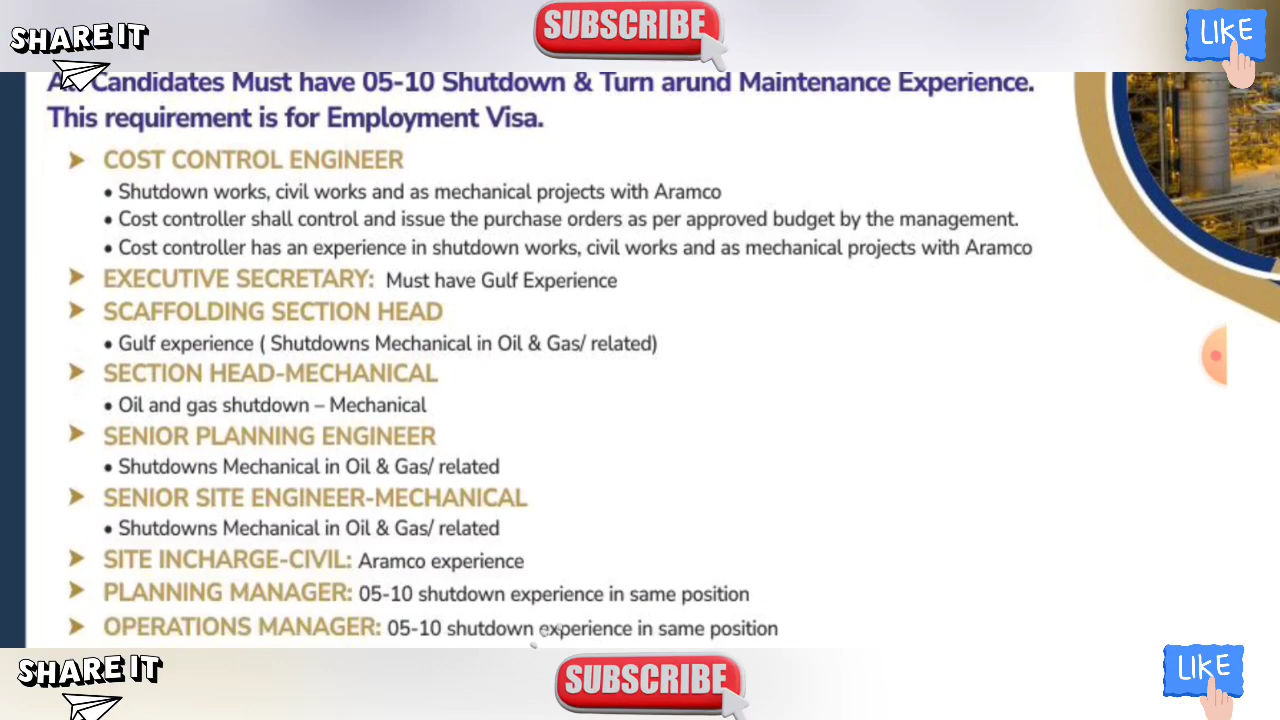 SHARE IT
SUBSCRIBE
LIKE
Candidates Must have 05-10 Shutdown & Turn arund Maintenance Experience.
This requirement is for Employment Visa.
➤ COST CONTROL ENGINEER
• Shutdown works, civil works and as mechanical projects with Aramco
• Cost controller shall control and issue the purchase orders as per approved budget by the management.
• Cost controller has an experience in shutdown works, civil works and as mechanical projects with Aramco
➤ EXECUTIVE SECRETARY: Must have Gulf Experience
➤ SCAFFOLDING SECTION HEAD
• Gulf experience ( Shutdowns Mechanical in Oil & Gas/ related)
➤ SECTION HEAD-MECHANICAL
• Oil and gas shutdown – Mechanical
➤ SENIOR PLANNING ENGINEER
• Shutdowns Mechanical in Oil & Gas/ related
➤ SENIOR SITE ENGINEER-MECHANICAL
• Shutdowns Mechanical in Oil & Gas/ related
➤ SITE INCHARGE-CIVIL: Aramco experience
➤ PLANNING MANAGER: 05-10 shutdown experience in same position
➤ OPERATIONS MANAGER: 05-10 shutdown experience in same position
SHARE IT
SUBSCRIBE
LIKE